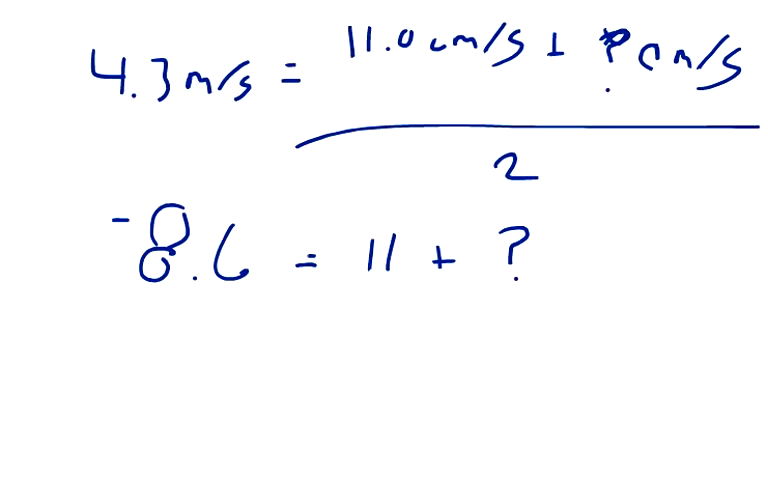 4.3 m/s = 11.0 cm/s + ? cm/s
2
-8.6 = 11 + ?